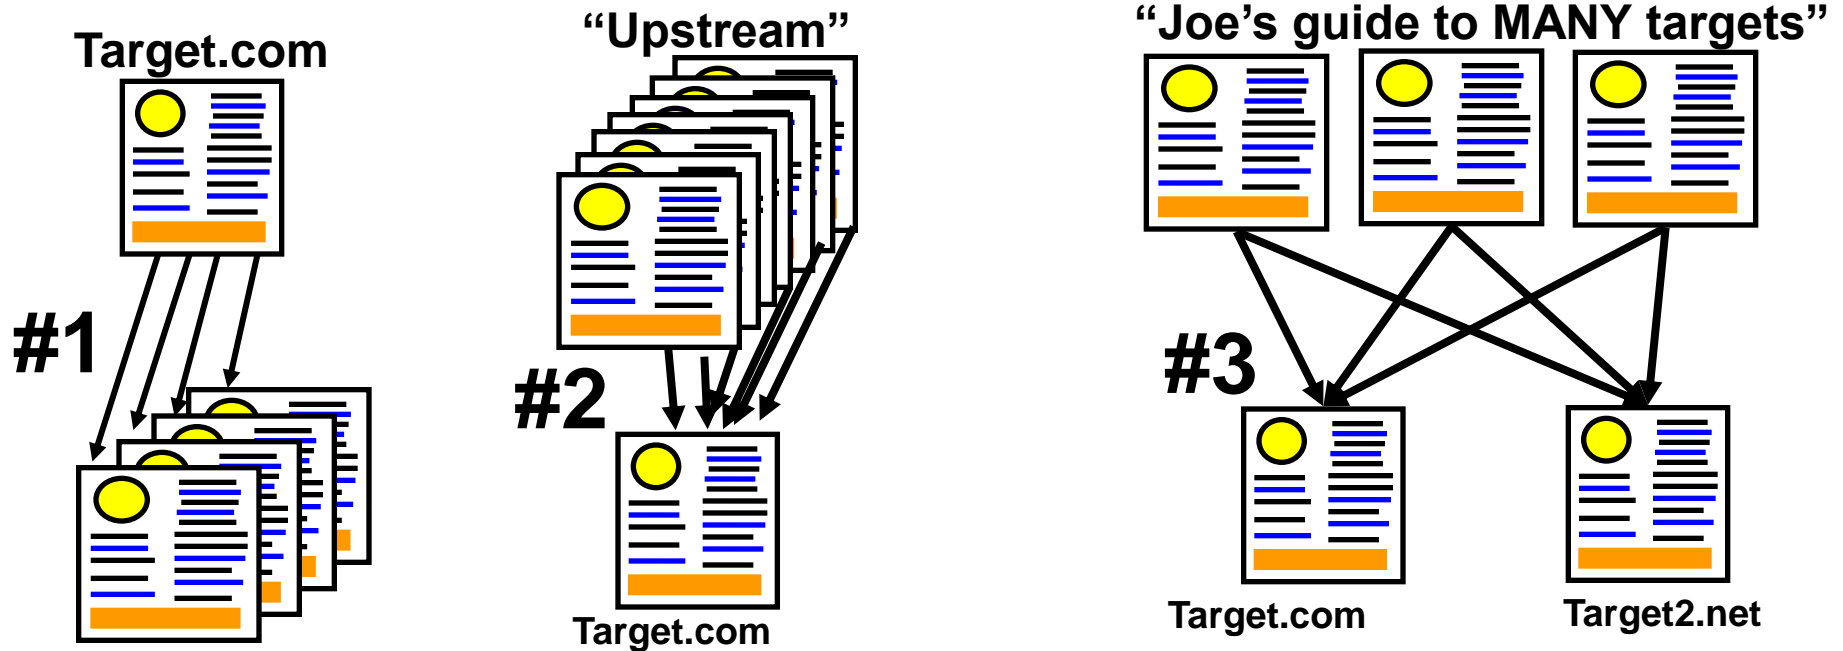 Target.com
#1
“Upstream”
#2
Target.com
“Joe’s guide to MANY targets”
#3
Target.com
Target2.net